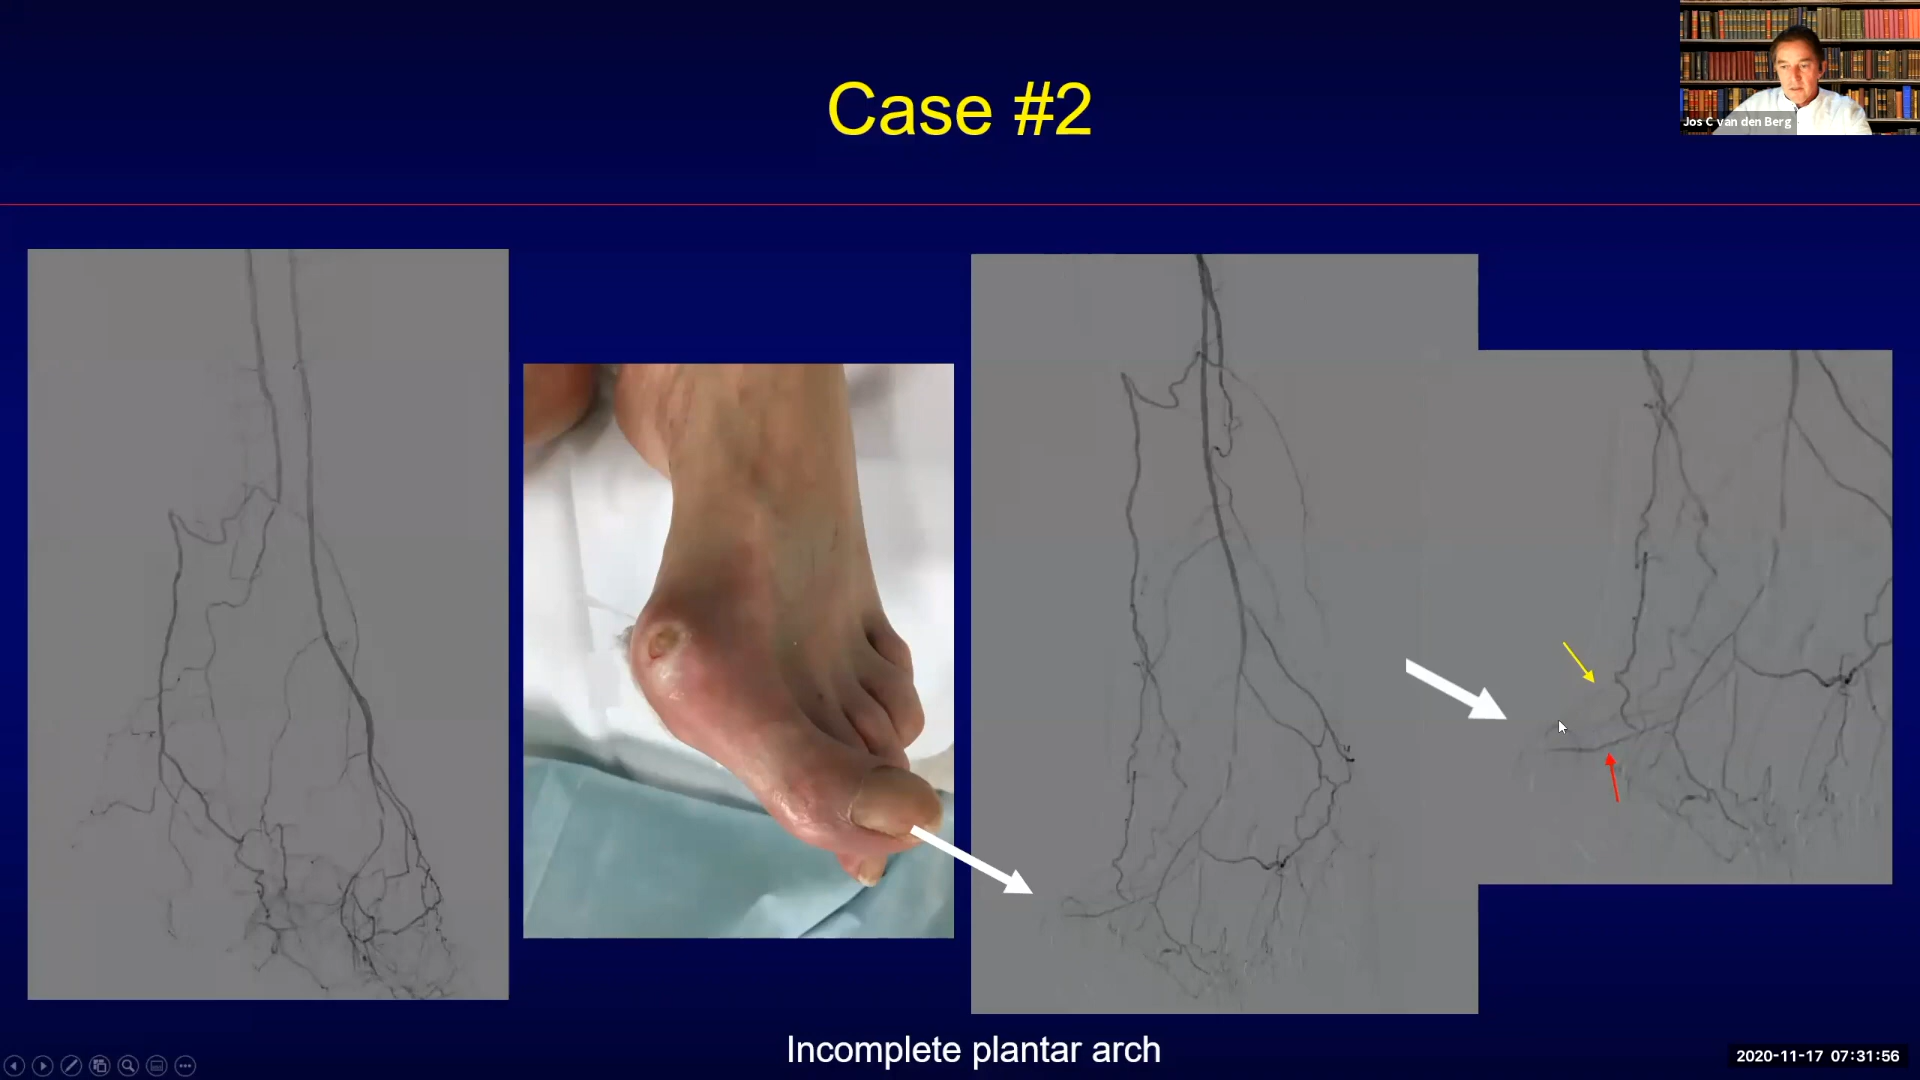 Case #2
Jos C van den Berg
Incomplete plantar arch
2020-11-17 07:31:56